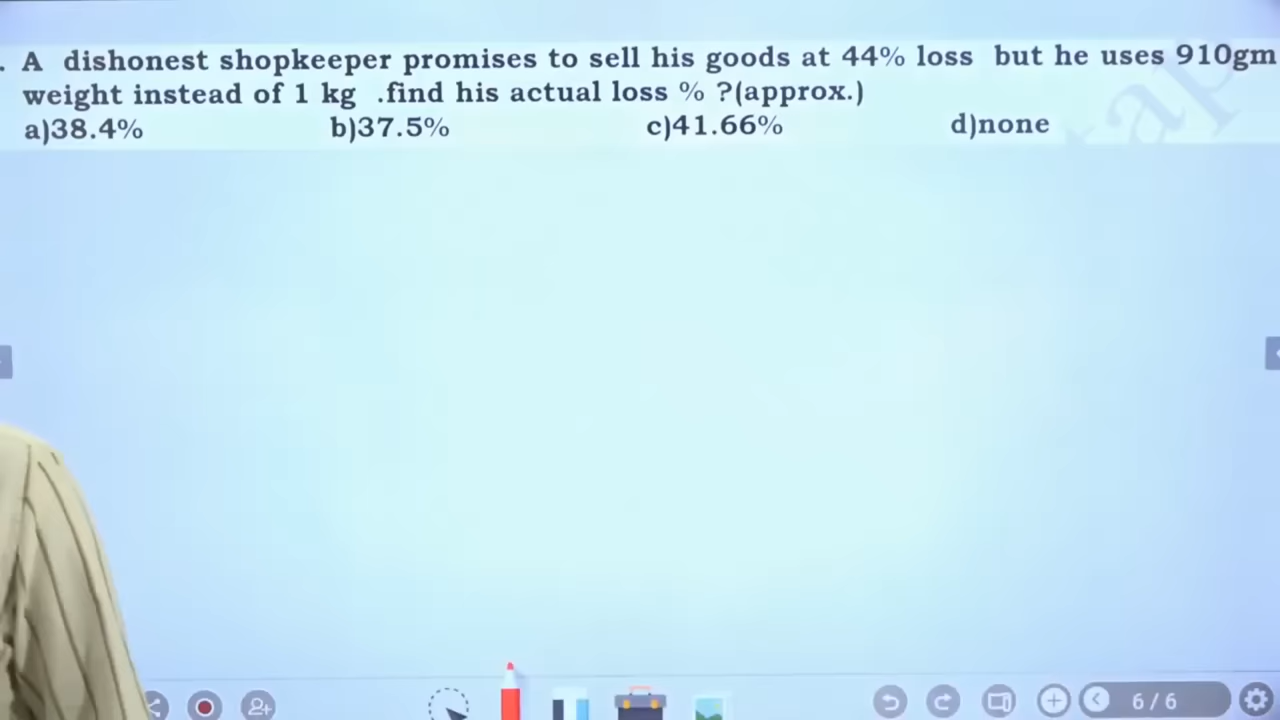 . A dishonest shopkeeper promises to sell his goods at 44% loss but he uses 910gm
weight instead of 1 kg .find his actual loss % ?(approx.)
a)38.4% b)37.5% c)41.66% d)none
6 / 6